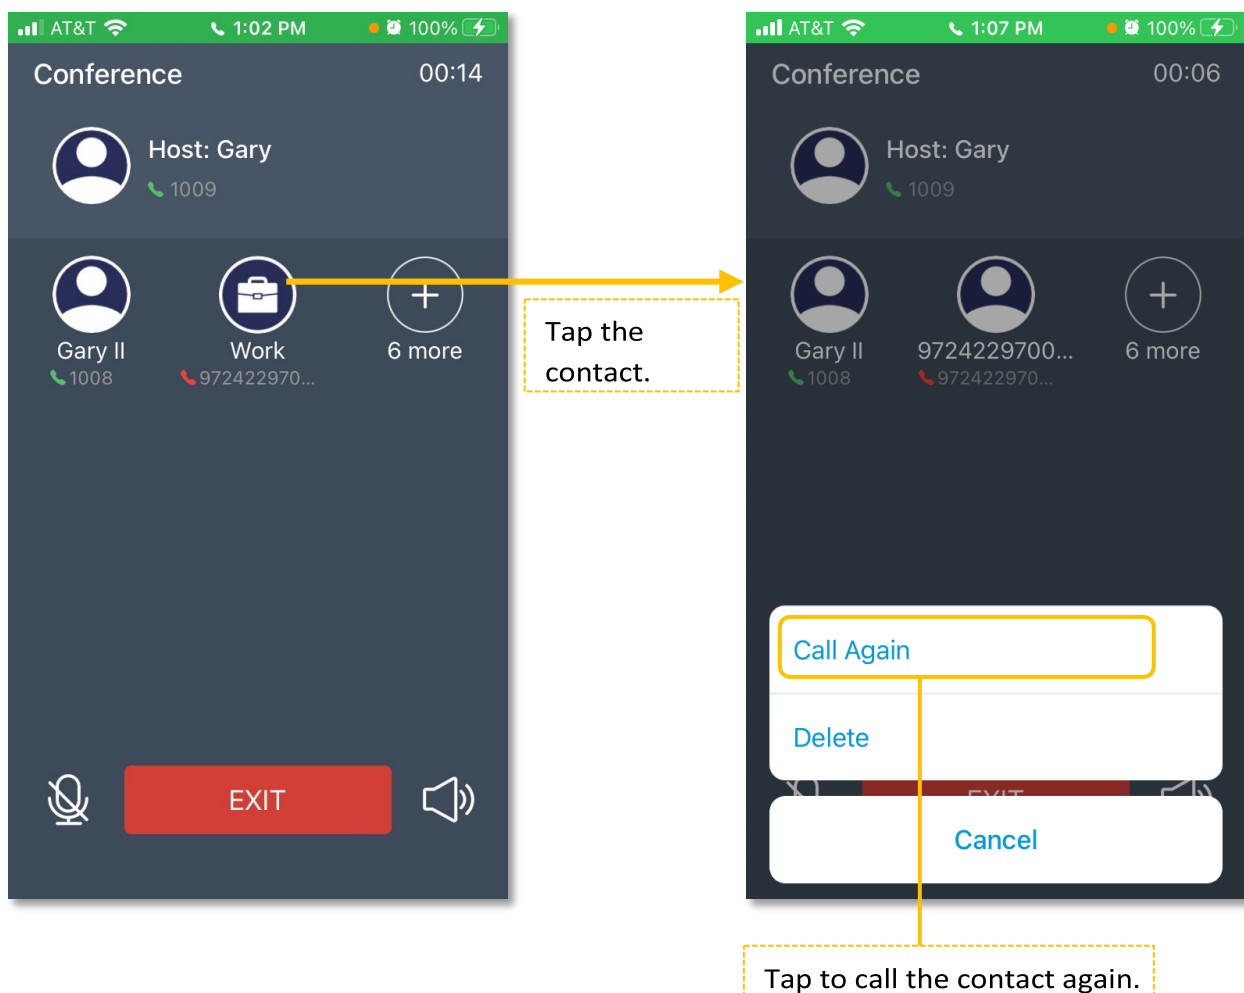 AT&T 1:02 PM 100%
Conference 00:14
Host: Gary
1009
Gary II Work 6 more
1008 972422970...
EXIT
Tap the
contact.
AT&T 1:07 PM 100%
Conference 00:06
Host: Gary
1009
Gary II 9724229700... 6 more
1008 972422970...
Call Again
Delete
EXIT
Cancel
Tap to call the contact again.